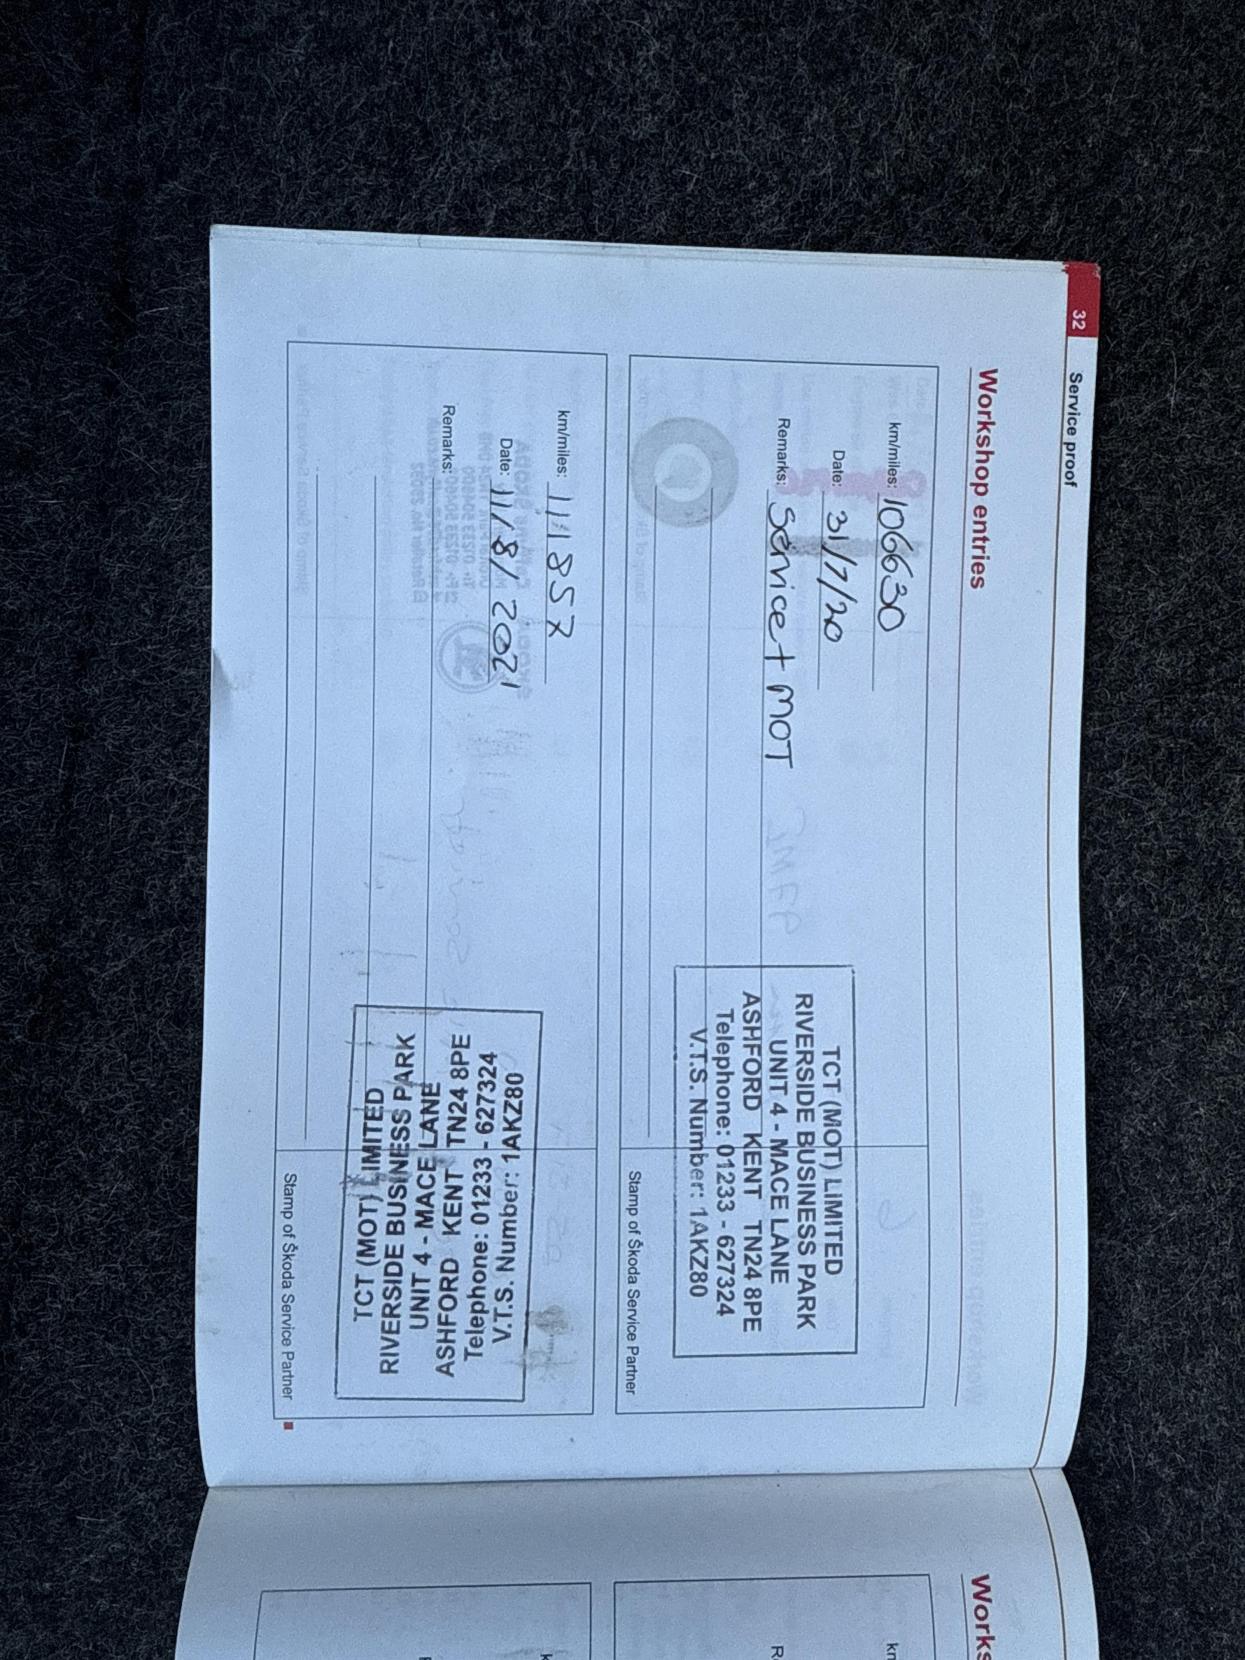 32 Service proof
Workshop entries
km/miles: 106630
Date: 31/7/20
Remarks: Service + MOT
TCT (MOT) LIMITED
RIVERSIDE BUSINESS PARK
UNIT 4 - MACE LANE
ASHFORD KENT TN24 8PE
Telephone: 01233 - 627324
V.T.S. Number: 1AKZ80
Stamp of Škoda Service Partner
km/miles: 111857
Date: 11/8/2021
Remarks:
V.T.S. Number: 1AKZ80
Telephone: 01233 - 627324
ASHFORD KENT TN24 8PE
UNIT 4 - MACE LANE
RIVERSIDE BUSINESS PARK
TCT (MOT) LIMITED
Stamp of Škoda Service Partner
Works